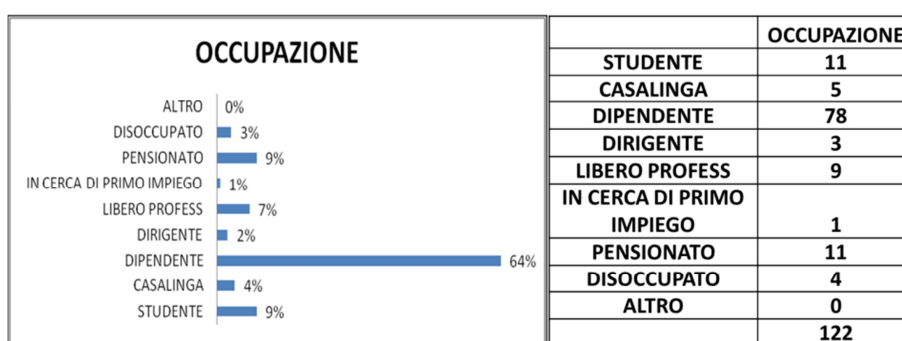 OCCUPAZIONE
ALTRO 0%
DISOCCUPATO 3%
PENSIONATO 9%
IN CERCA DI PRIMO IMPIEGO 1%
LIBERO PROFESS 7%
DIRIGENTE 2%
DIPENDENTE 64%
CASALINGA 4%
STUDENTE 9%
OCCUPAZIONE
STUDENTE 11
CASALINGA 5
DIPENDENTE 78
DIRIGENTE 3
LIBERO PROFESS 9
IN CERCA DI PRIMO
IMPIEGO 1
PENSIONATO 11
DISOCCUPATO 4
ALTRO 0
122